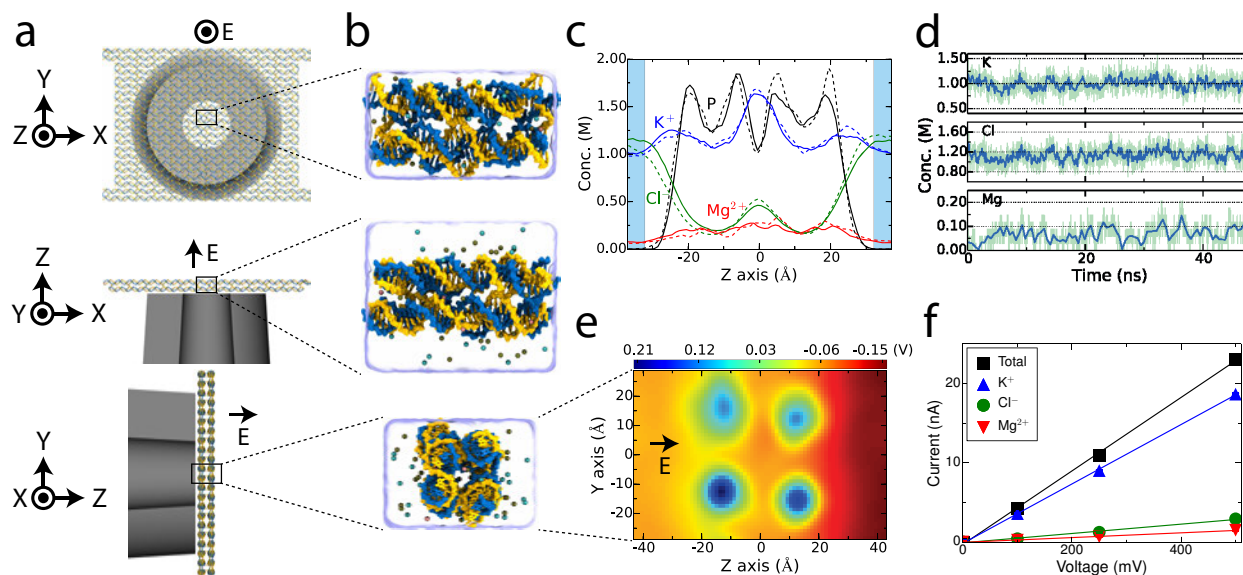 a
E
Y
Z
X
Z
E
Y
X
Y
E
X
Z
b
c
2.00
1.50
1.00
0.50
0.00
Conc. (M)
P
K⁺
Cl⁻
Mg²⁺
-20
0
20
Z axis (Å)
d
K
1.50
1.00
0.50
Cl
1.60
1.20
0.80
Mg
0.20
0.10
0.00
Conc. (M)
0
10
20
30
40
Time (ns)
e
0.21 0.12 0.03 -0.06 -0.15 (V)
20
10
0
-10
-20
Y axis (Å)
E
-40 -20 0 20 40
Z axis (Å)
f
Total
K⁺
Cl⁻
Mg²⁺
20
10
0
Current (nA)
0 200 400
Voltage (mV)